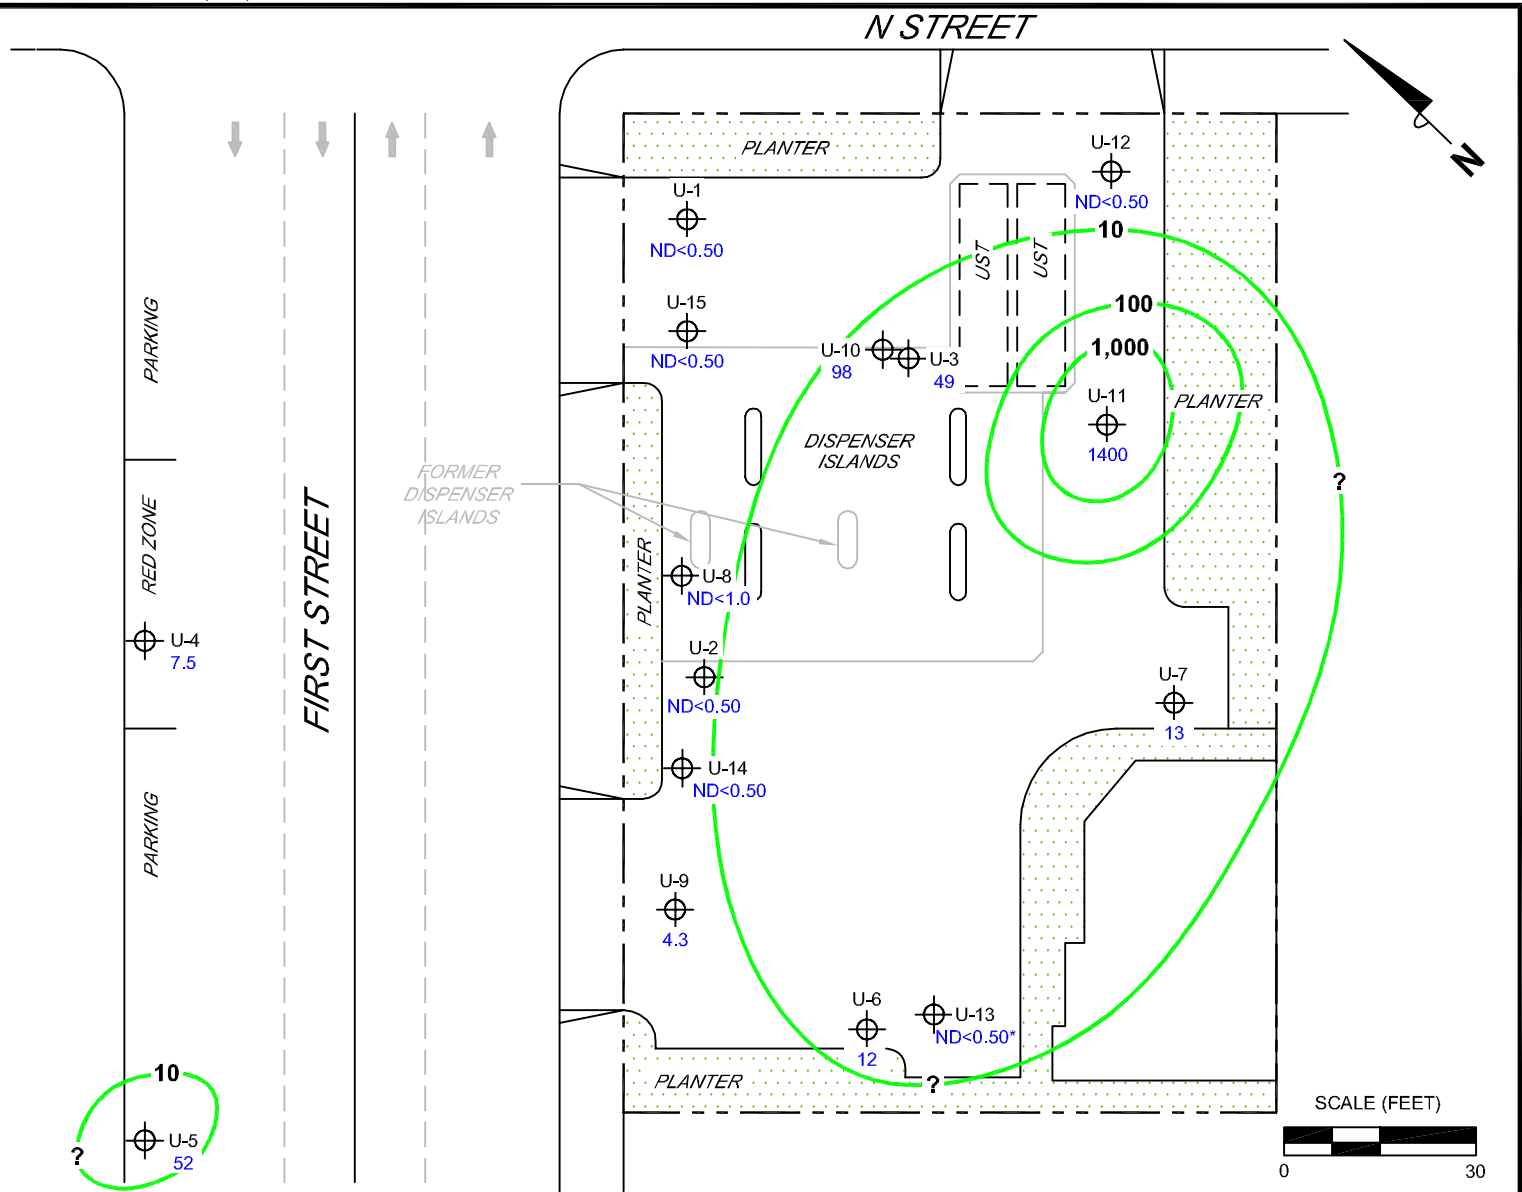 N STREET
PLANTER
U-12
ND<0.50
N
U-1
ND<0.50
10
UST
UST
PARKING
U-15
ND<0.50
100
1,000
U-10
98
U-3
49
U-11
1400
PLANTER
DISPENSER
ISLANDS
FORMER
DISPENSER
ISLANDS
?
RED ZONE
FIRST STREET
PLANTER
U-8
ND<1.0
U-4
7.5
U-2
ND<0.50
U-7
13
U-14
ND<0.50
PARKING
U-9
4.3
U-6
12
U-13
ND<0.50*
10
PLANTER
?
U-5
52
?
SCALE (FEET)
0 30